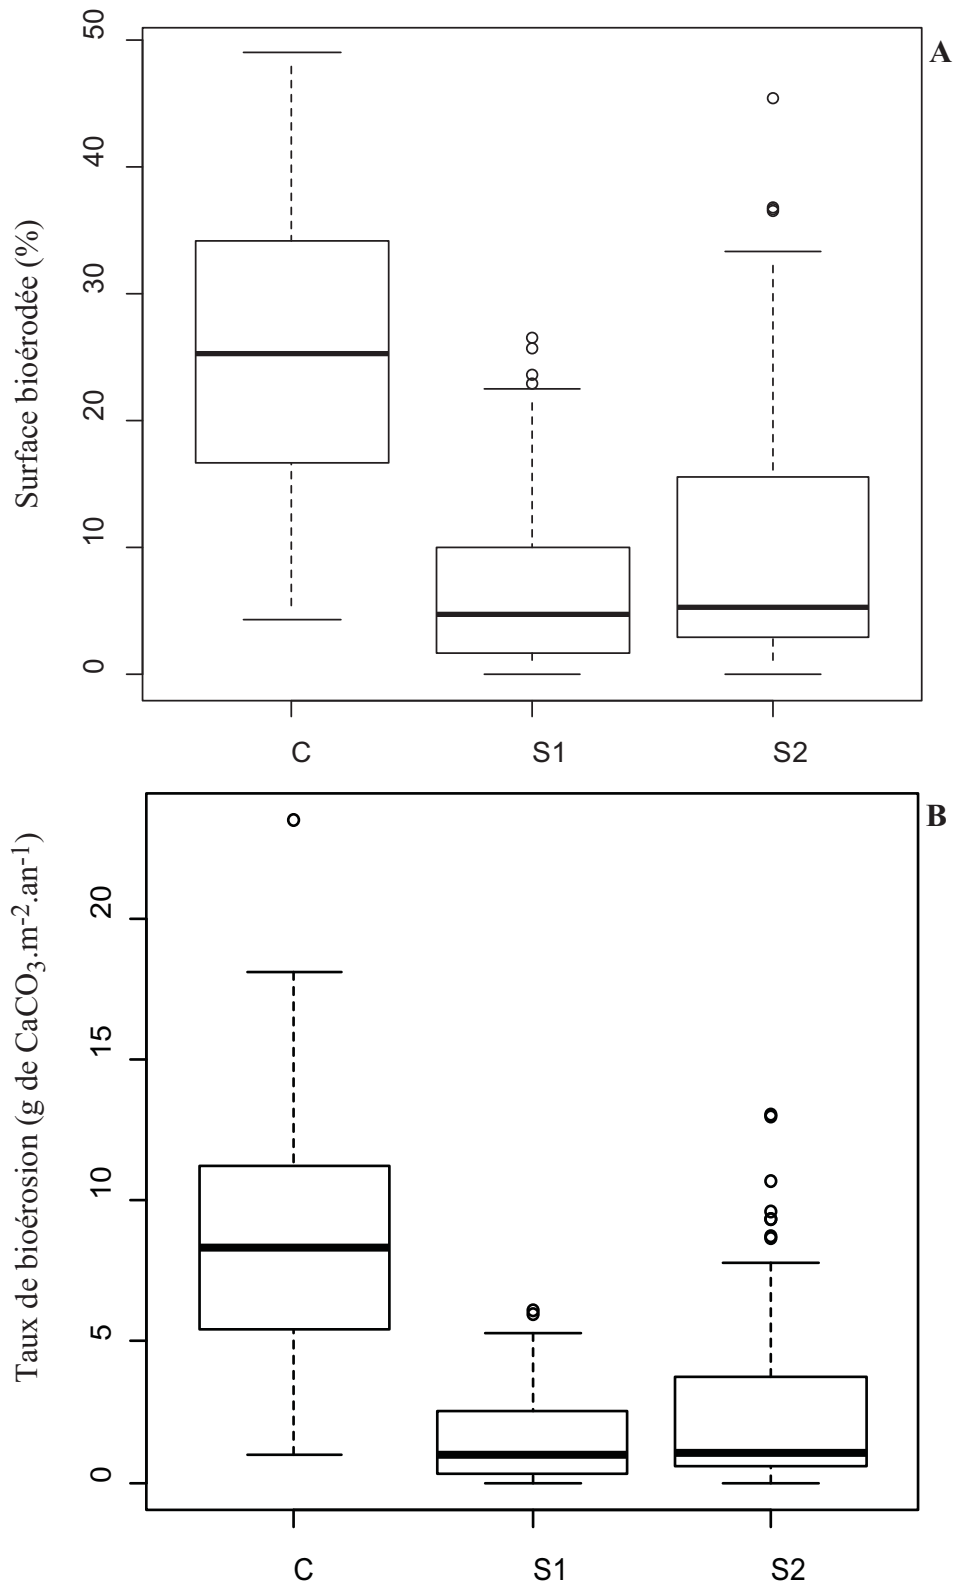 A
Surface bioérodée (%)
50
40
30
20
10
0
C S1 S2
B
Taux de bioérosion (g de CaCO3.m-2.an-1)
20
15
10
5
0
C S1 S2